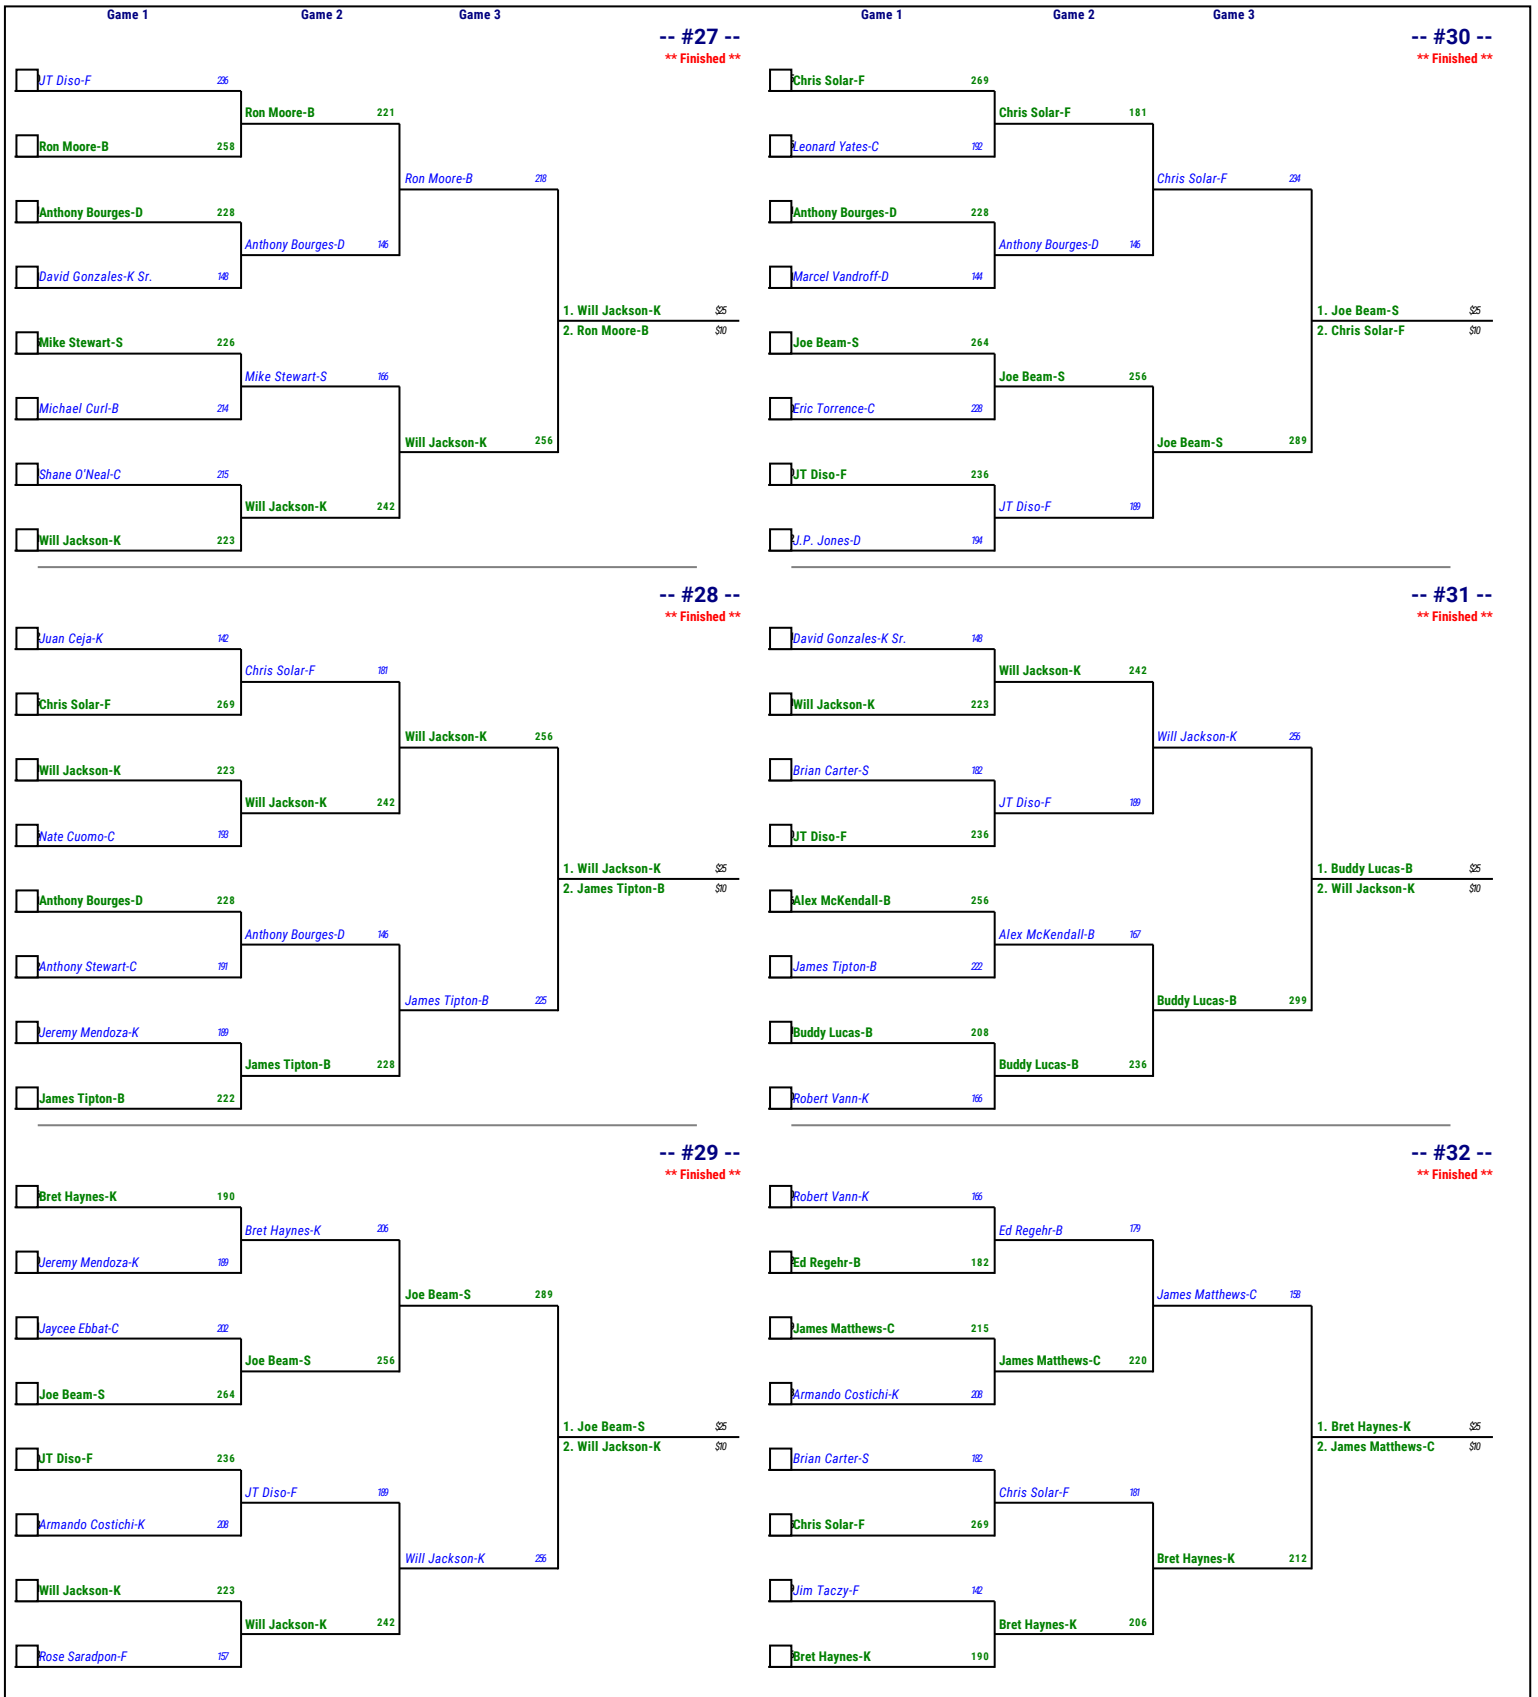 Game 1 Game 2 Game 3
-- #27 --
** Finished **
JT Diso-F 236
Ron Moore-B 221
Ron Moore-B 258
Ron Moore-B 218
Anthony Bourges-D 228
Anthony Bourges-D 146
David Gonzales-K Sr. 148
1. Will Jackson-K $25
2. Ron Moore-B $10
Mike Stewart-S 226
Mike Stewart-S 166
Michael Curl-B 214
Will Jackson-K 256
Shane O'Neal-C 215
Will Jackson-K 242
Will Jackson-K 223
-- #28 --
** Finished **
Juan Ceja-K 142
Chris Solar-F 181
Chris Solar-F 269
Will Jackson-K 256
Will Jackson-K 223
Will Jackson-K 242
Nate Cuomo-C 193
1. Will Jackson-K $25
2. James Tipton-B $10
Anthony Bourges-D 228
Anthony Bourges-D 146
Anthony Stewart-C 191
James Tipton-B 225
Jeremy Mendoza-K 189
James Tipton-B 228
James Tipton-B 222
-- #29 --
** Finished **
Bret Haynes-K 190
Bret Haynes-K 206
Jeremy Mendoza-K 189
Joe Beam-S 289
Jaycee Ebbat-C 202
Joe Beam-S 256
Joe Beam-S 264
1. Joe Beam-S $25
2. Will Jackson-K $10
JT Diso-F 236
JT Diso-F 189
Armando Costichi-K 208
Will Jackson-K 256
Will Jackson-K 223
Will Jackson-K 242
Rose Saradpon-F 157
Game 1 Game 2 Game 3
-- #30 --
** Finished **
Chris Solar-F 269
Chris Solar-F 181
Leonard Yates-C 192
Chris Solar-F 234
Anthony Bourges-D 228
Anthony Bourges-D 146
Marcel Vandroff-D 144
1. Joe Beam-S $25
2. Chris Solar-F $10
Joe Beam-S 264
Joe Beam-S 256
Eric Torrence-C 228
Joe Beam-S 289
JT Diso-F 236
JT Diso-F 189
J.P. Jones-D 194
-- #31 --
** Finished **
David Gonzales-K Sr. 148
Will Jackson-K 242
Will Jackson-K 223
Will Jackson-K 256
Brian Carter-S 182
JT Diso-F 189
JT Diso-F 236
1. Buddy Lucas-B $25
2. Will Jackson-K $10
Alex McKendall-B 256
Alex McKendall-B 167
James Tipton-B 222
Buddy Lucas-B 299
Buddy Lucas-B 208
Buddy Lucas-B 236
Robert Vann-K 166
-- #32 --
** Finished **
Robert Vann-K 166
Ed Regehr-B 179
Ed Regehr-B 182
James Matthews-C 158
James Matthews-C 215
James Matthews-C 220
Armando Costichi-K 208
1. Bret Haynes-K $25
2. James Matthews-C $10
Brian Carter-S 182
Chris Solar-F 181
Chris Solar-F 269
Bret Haynes-K 212
Jim Taczy-F 142
Bret Haynes-K 206
Bret Haynes-K 190